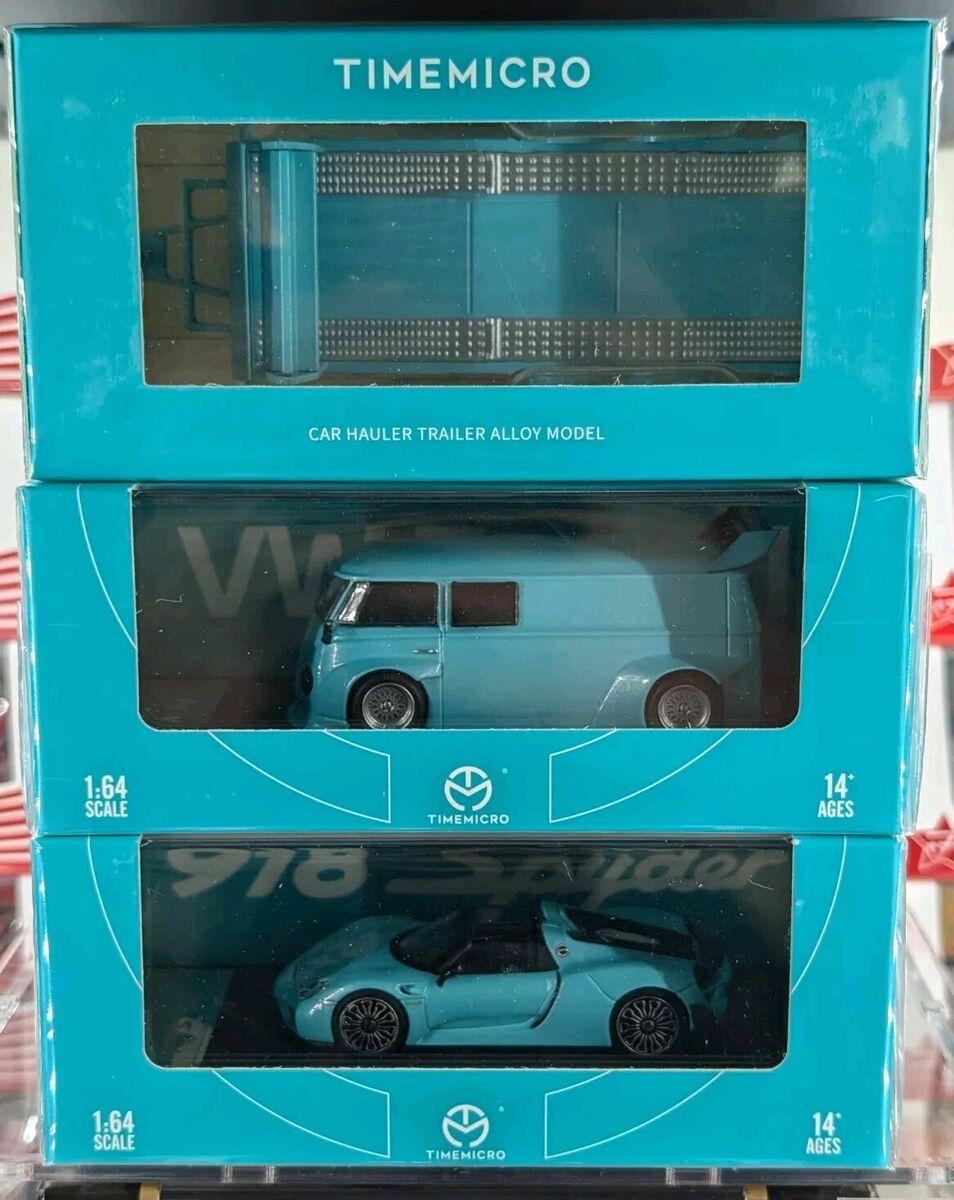 TIMEMICRO
CAR HAULER TRAILER ALLOY MODEL
VW
1:64
SCALE
TIMEMICRO
14+
AGES
918 Spyder
1:64
SCALE
TIMEMICRO
14+
AGES